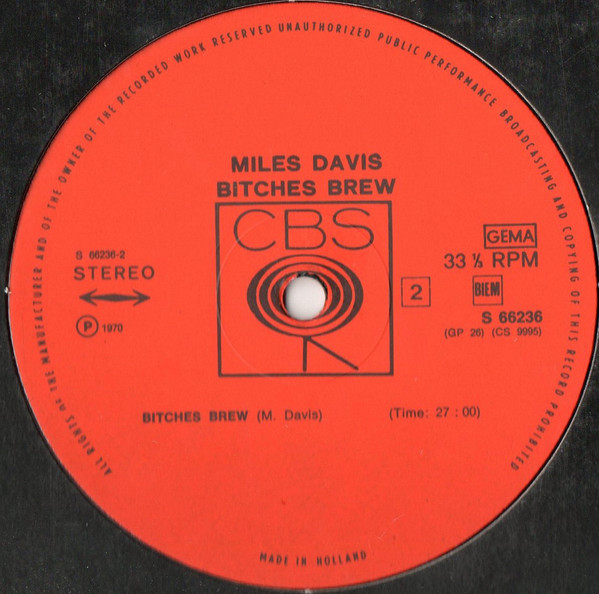 ALL RIGHTS OF THE MANUFACTURER AND OF THE OWNER OF THE RECORDED WORK RESERVED UNAUTHORIZED PUBLIC PERFORMANCE BROADCASTING AND COPYING OF THIS RECORD PROHIBITED
MILES DAVIS
BITCHES BREW
CBS
S 66236-2
STEREO
P 1970
GEMA
33 ⅓ RPM
2
BIEM
S 66236
(GP 26) (CS 9995)
BITCHES BREW (M. Davis) (Time: 27 : 00)
MADE IN HOLLAND